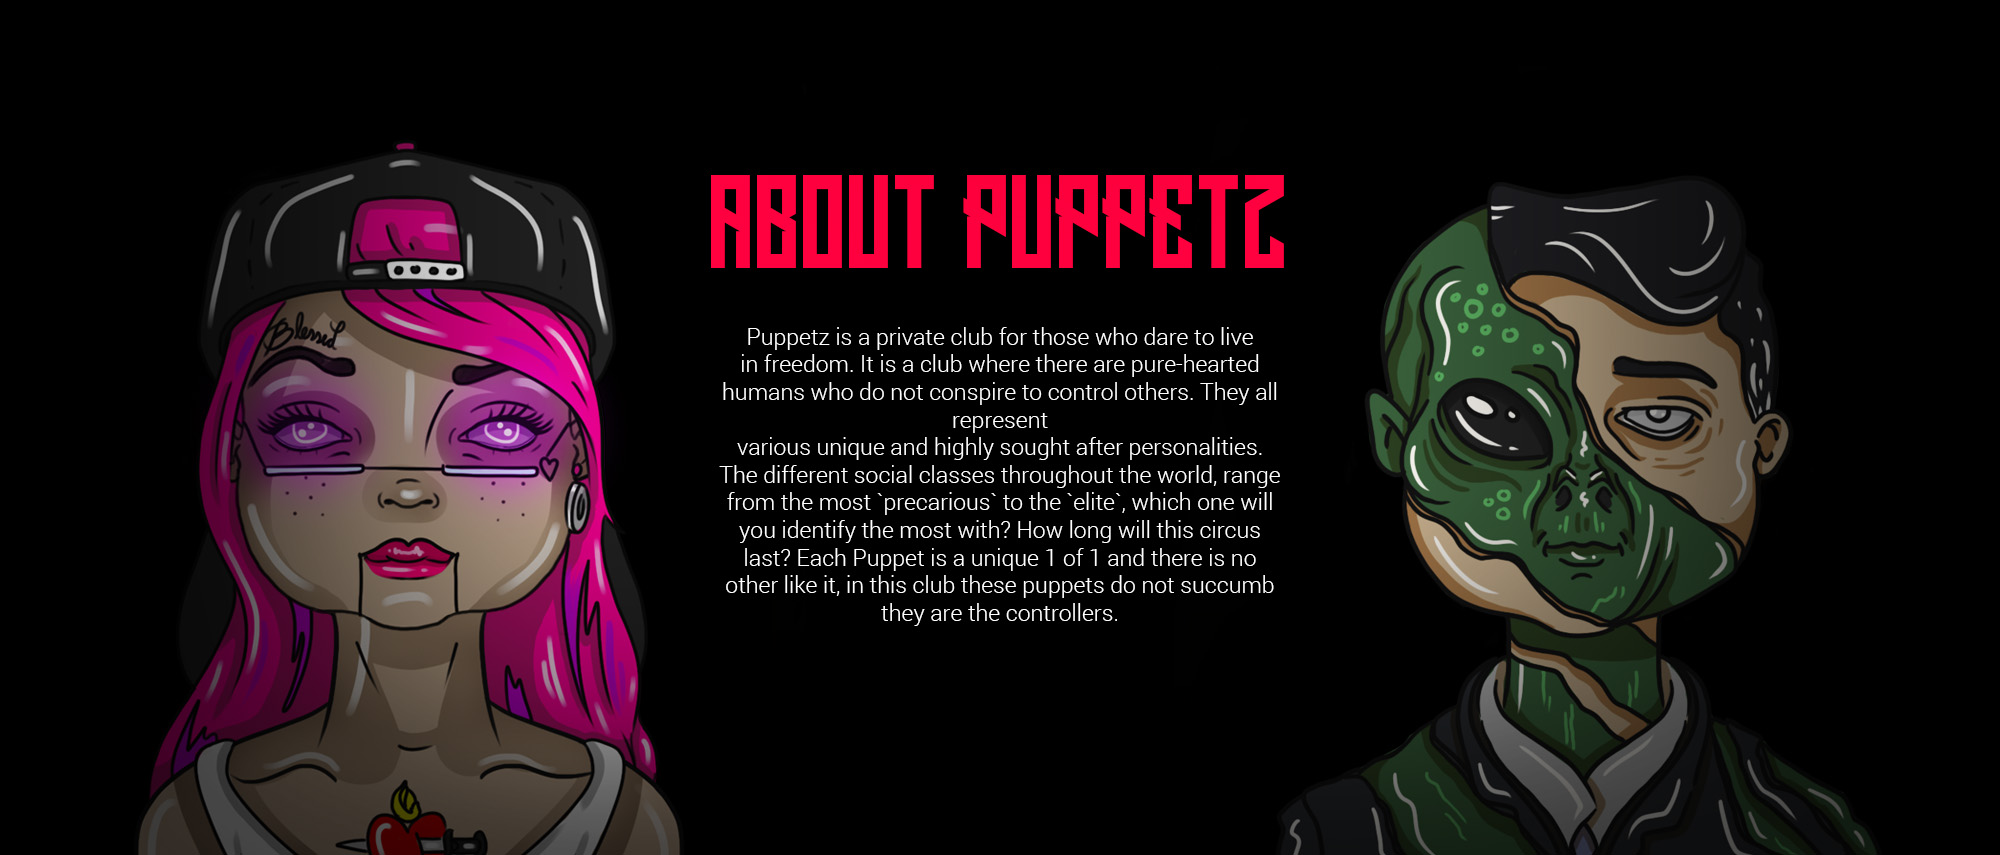 ABOUT PUPPETZ
Blessed
Puppetz is a private club for those who dare to live
in freedom. It is a club where there are pure-hearted
humans who do not conspire to control others. They all
represent
various unique and highly sought after personalities.
The different social classes throughout the world, range
from the most `precarious` to the `elite`, which one will
you identify the most with? How long will this circus
last? Each Puppet is a unique 1 of 1 and there is no
other like it, in this club these puppets do not succumb
they are the controllers.